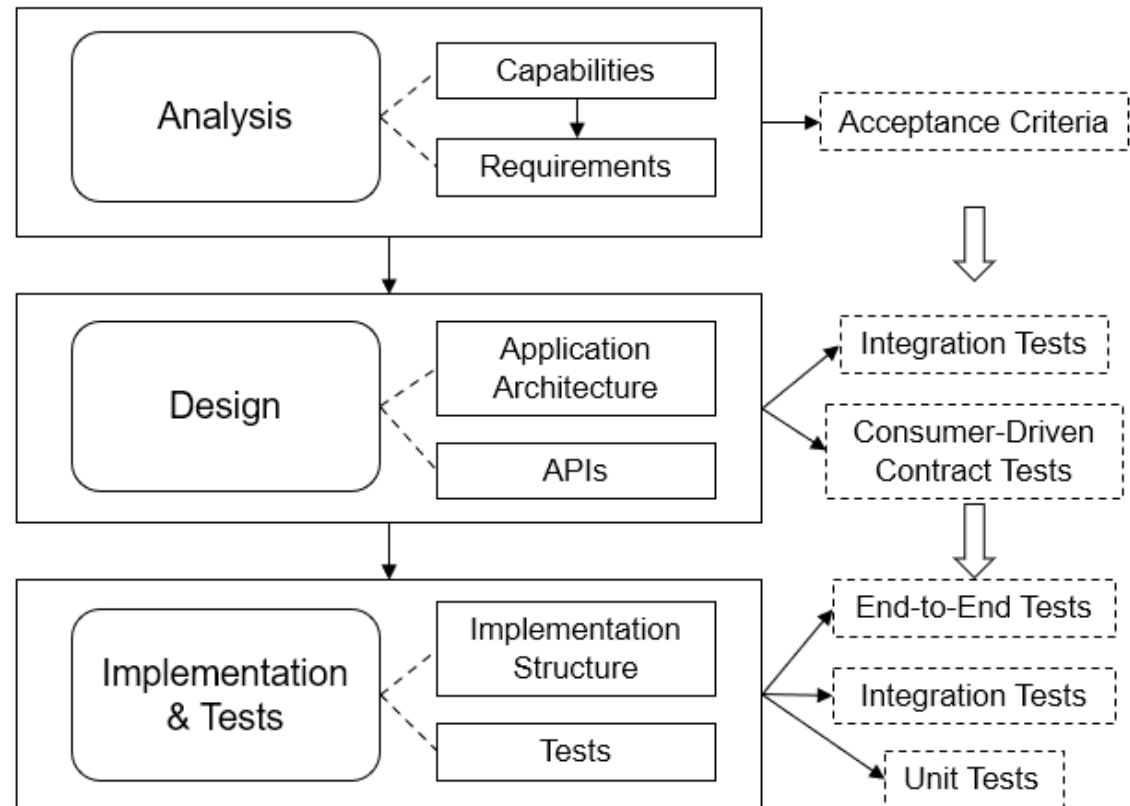 Analysis
Capabilities
Requirements
Acceptance Criteria
Design
Application
Architecture
APIs
Integration Tests
Consumer-Driven
Contract Tests
Implementation
& Tests
Implementation
Structure
Tests
End-to-End Tests
Integration Tests
Unit Tests